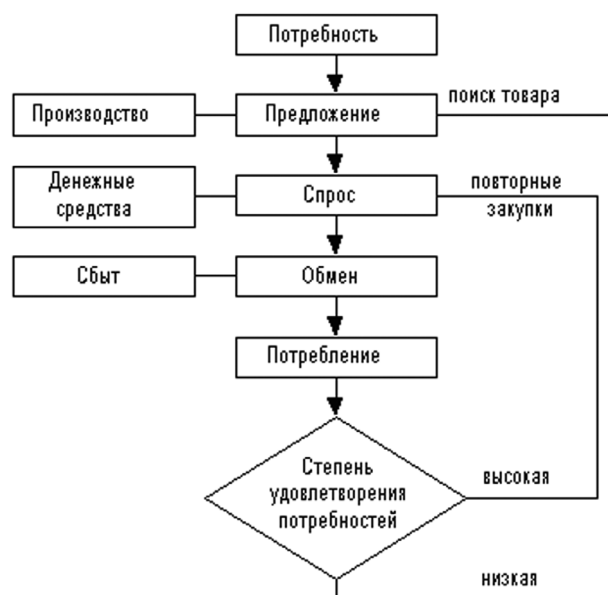 Потребность
поиск товара
Производство
Предложение
Денежные
средства
Спрос
повторные
закупки
Сбыт
Обмен
Потребление
Степень
удовлетворения
потребностей
высокая
низкая